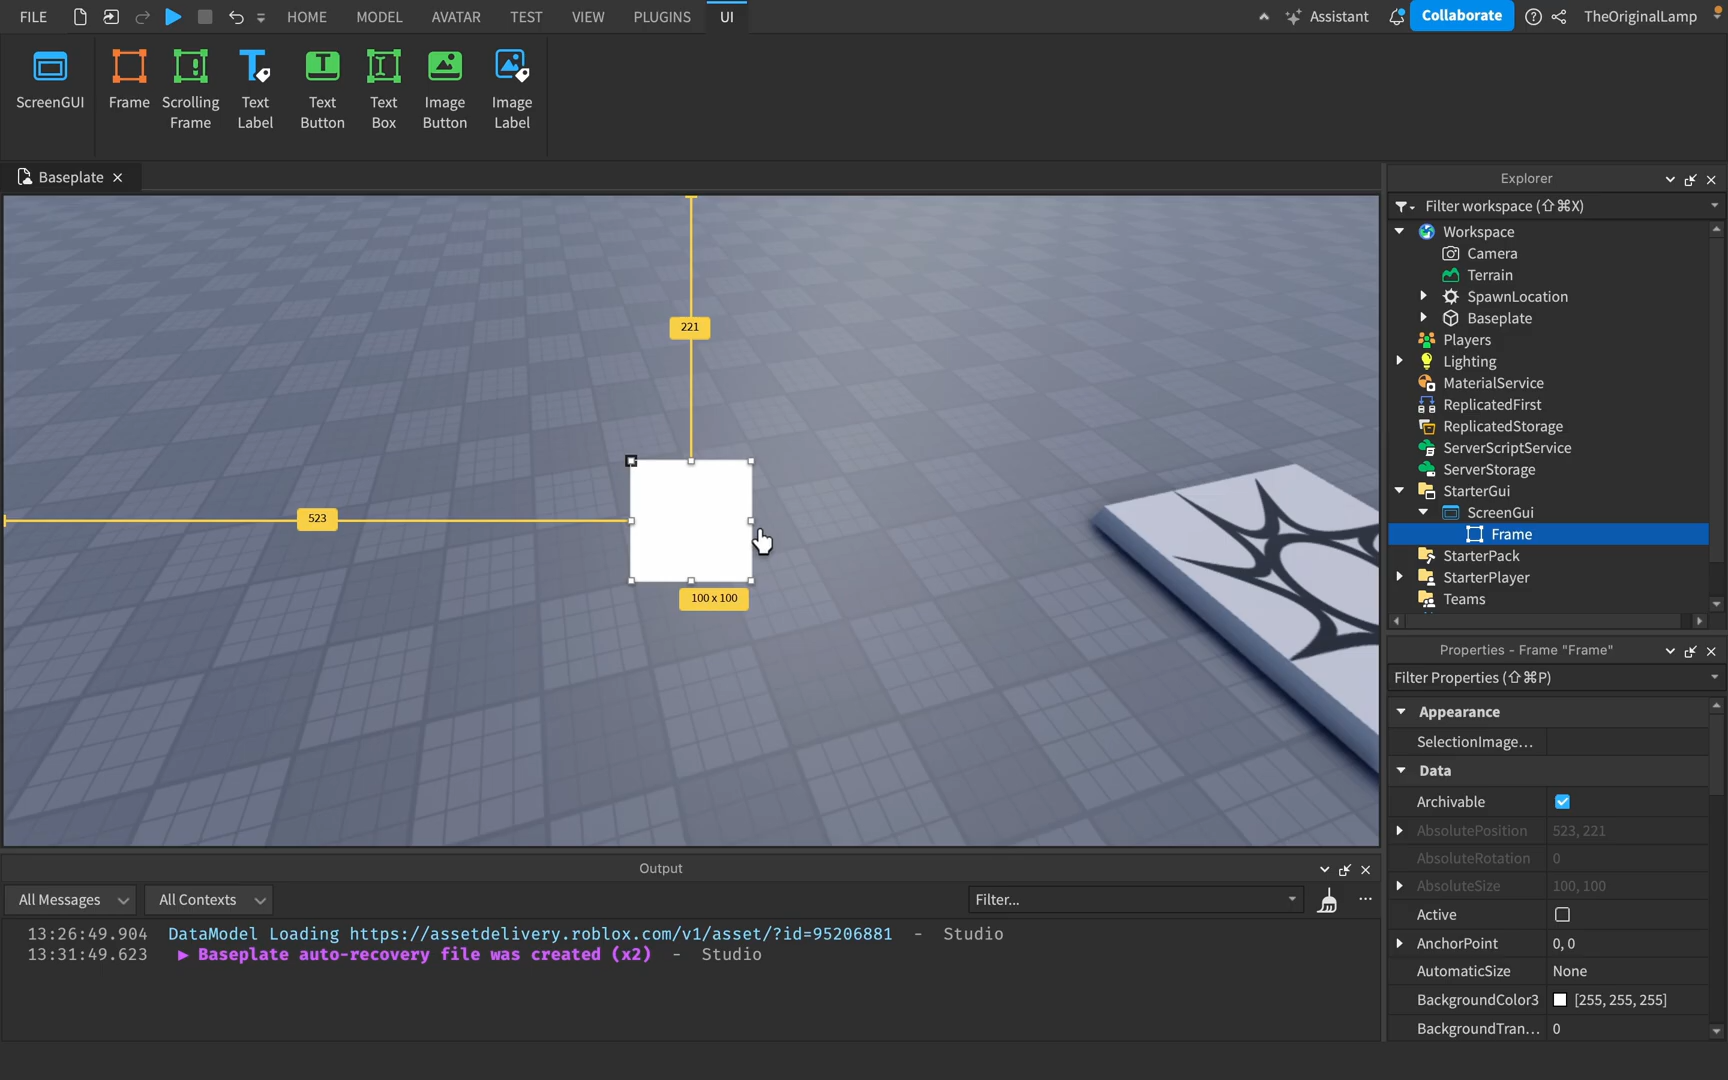 FILE HOME MODEL AVATAR TEST VIEW PLUGINS UI Assistant Collaborate TheOriginalLamp
ScreenGUI
Frame
Scrolling
Frame
Text
Label
Text
Button
Text
Box
Image
Button
Image
Label
Baseplate
221
523
100 x 100
Explorer
Filter workspace (⇧⌘X)
Workspace
Camera
Terrain
SpawnLocation
Baseplate
Players
Lighting
MaterialService
ReplicatedFirst
ReplicatedStorage
ServerScriptService
ServerStorage
StarterGui
ScreenGui
Frame
StarterPack
StarterPlayer
Teams
Properties - Frame "Frame"
Filter Properties (⇧⌘P)
Appearance
SelectionImage...
Data
Archivable
AbsolutePosition 523, 221
AbsoluteRotation 0
AbsoluteSize 100, 100
Active
AnchorPoint 0, 0
AutomaticSize None
BackgroundColor3 [255, 255, 255]
BackgroundTran... 0
Output
All Messages All Contexts Filter...
13:26:49.904 DataModel Loading https://assetdelivery.roblox.com/v1/asset/?id=95206881 - Studio
13:31:49.623 ▶ Baseplate auto-recovery file was created (x2) - Studio